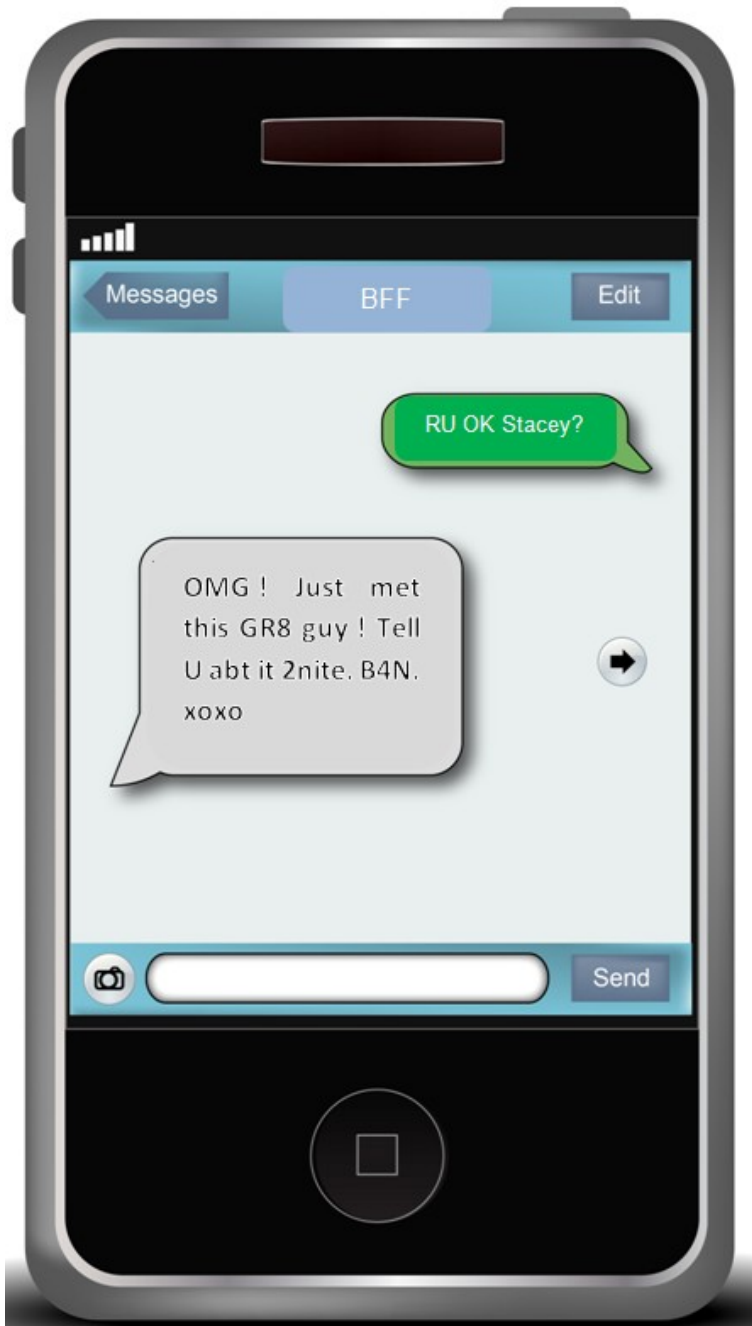 Messages BFF Edit
RU OK Stacey?
OMG ! Just met
this GR8 guy ! Tell
U abt it 2nite. B4N.
xoxo
Send